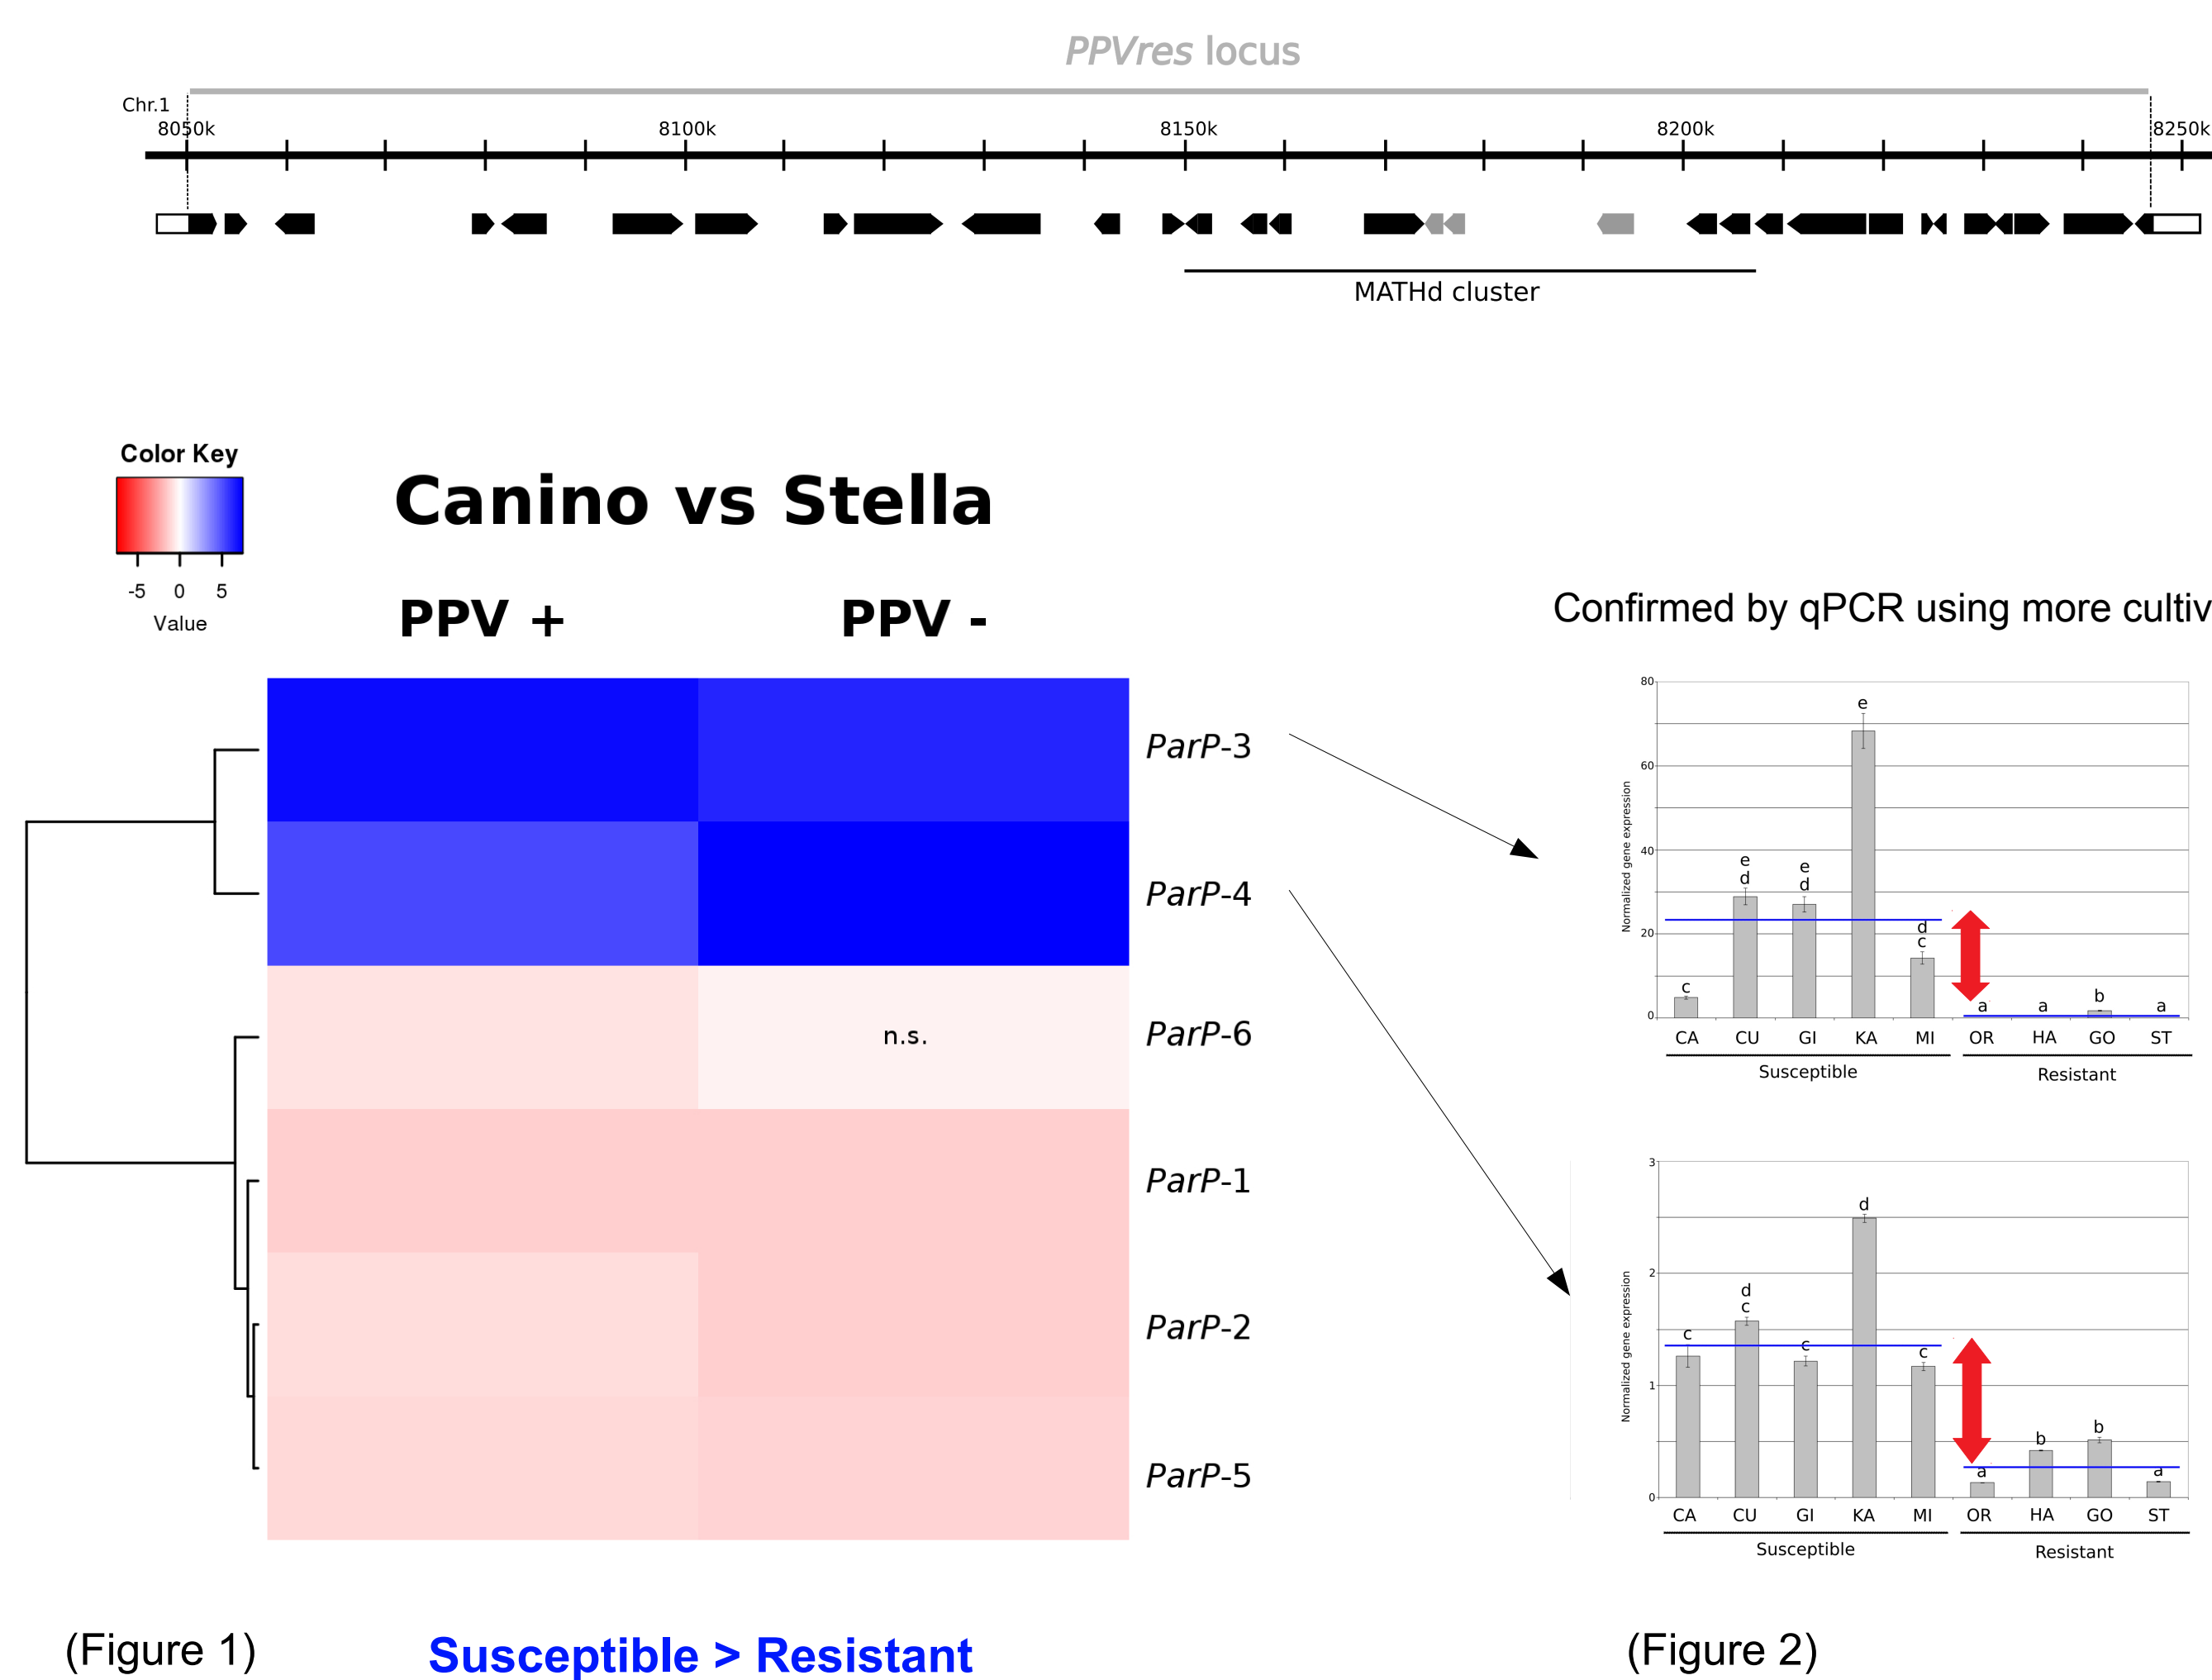 PPVres locus
Chr.1
8050k 8100k 8150k 8200k 8250k
MATHd cluster
Color Key
-5 0 5
Value
Canino vs Stella
PPV + PPV -
ParP-3
ParP-4
n.s.
ParP-6
ParP-1
ParP-2
ParP-5
(Figure 1)
Susceptible > Resistant
Confirmed by qPCR using more cultiv
Normalized gene expression
80
60
40
20
0
c
e
d
e
d
e
d
c
a a b a
CA CU GI KA MI OR HA GO ST
Susceptible Resistant
Normalized gene expression
3
2
1
0
c
d
c
c
d
c
a b b a
CA CU GI KA MI OR HA GO ST
Susceptible Resistant
(Figure 2)